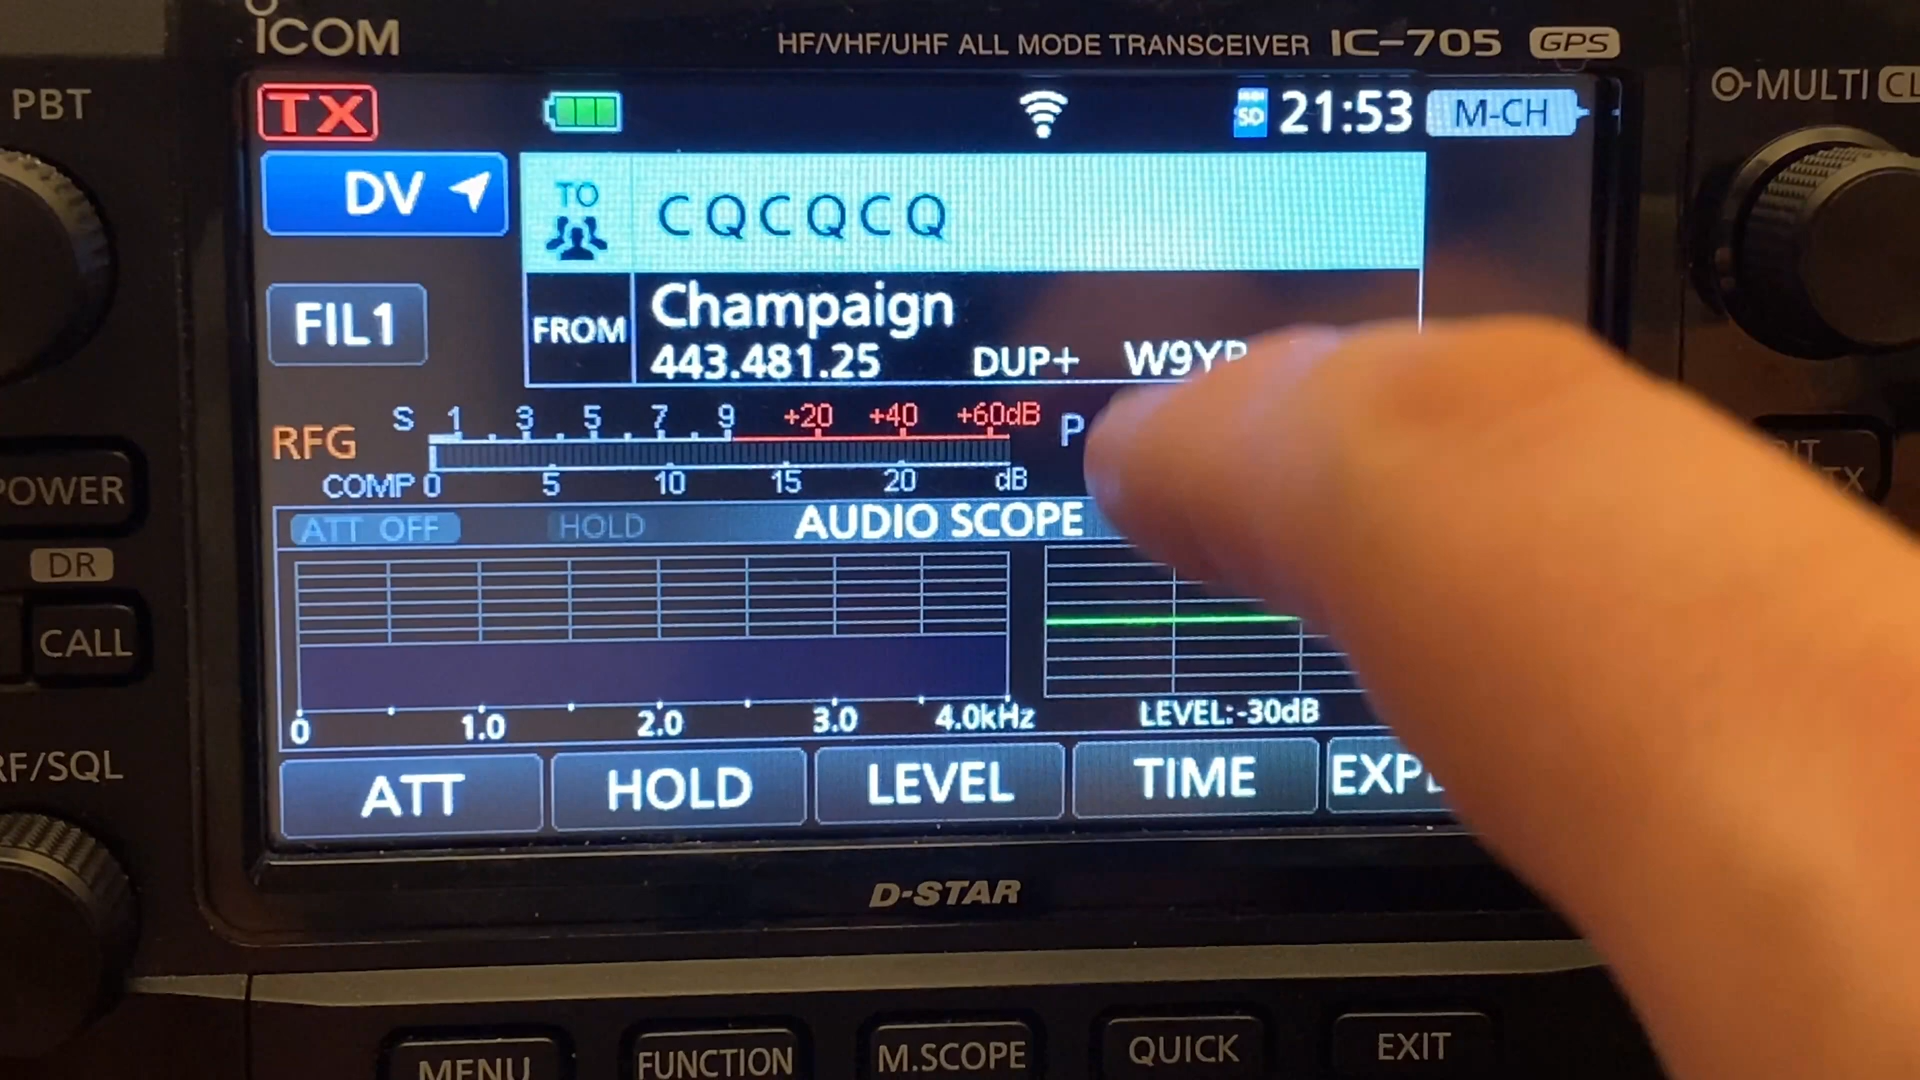 ICOM
HF/VHF/UHF ALL MODE TRANSCEIVER IC-705 GPS
PBT
MULTI
TX
SD 21:53 M-CH
DV
TO CQCQCQ
FIL1
FROM Champaign
443.481.25 DUP+
S 1 3 5 7 9 +20 +40 +60dB
RFG
COMP 0 5 10 15 20 dB
POWER
ATT OFF HOLD AUDIO SCOPE
DR
CALL
0 1.0 2.0 3.0 4.0kHz
LEVEL:-30dB
RF/SQL
ATT HOLD LEVEL TIME
D-STAR
MENU FUNCTION M.SCOPE QUICK EXIT